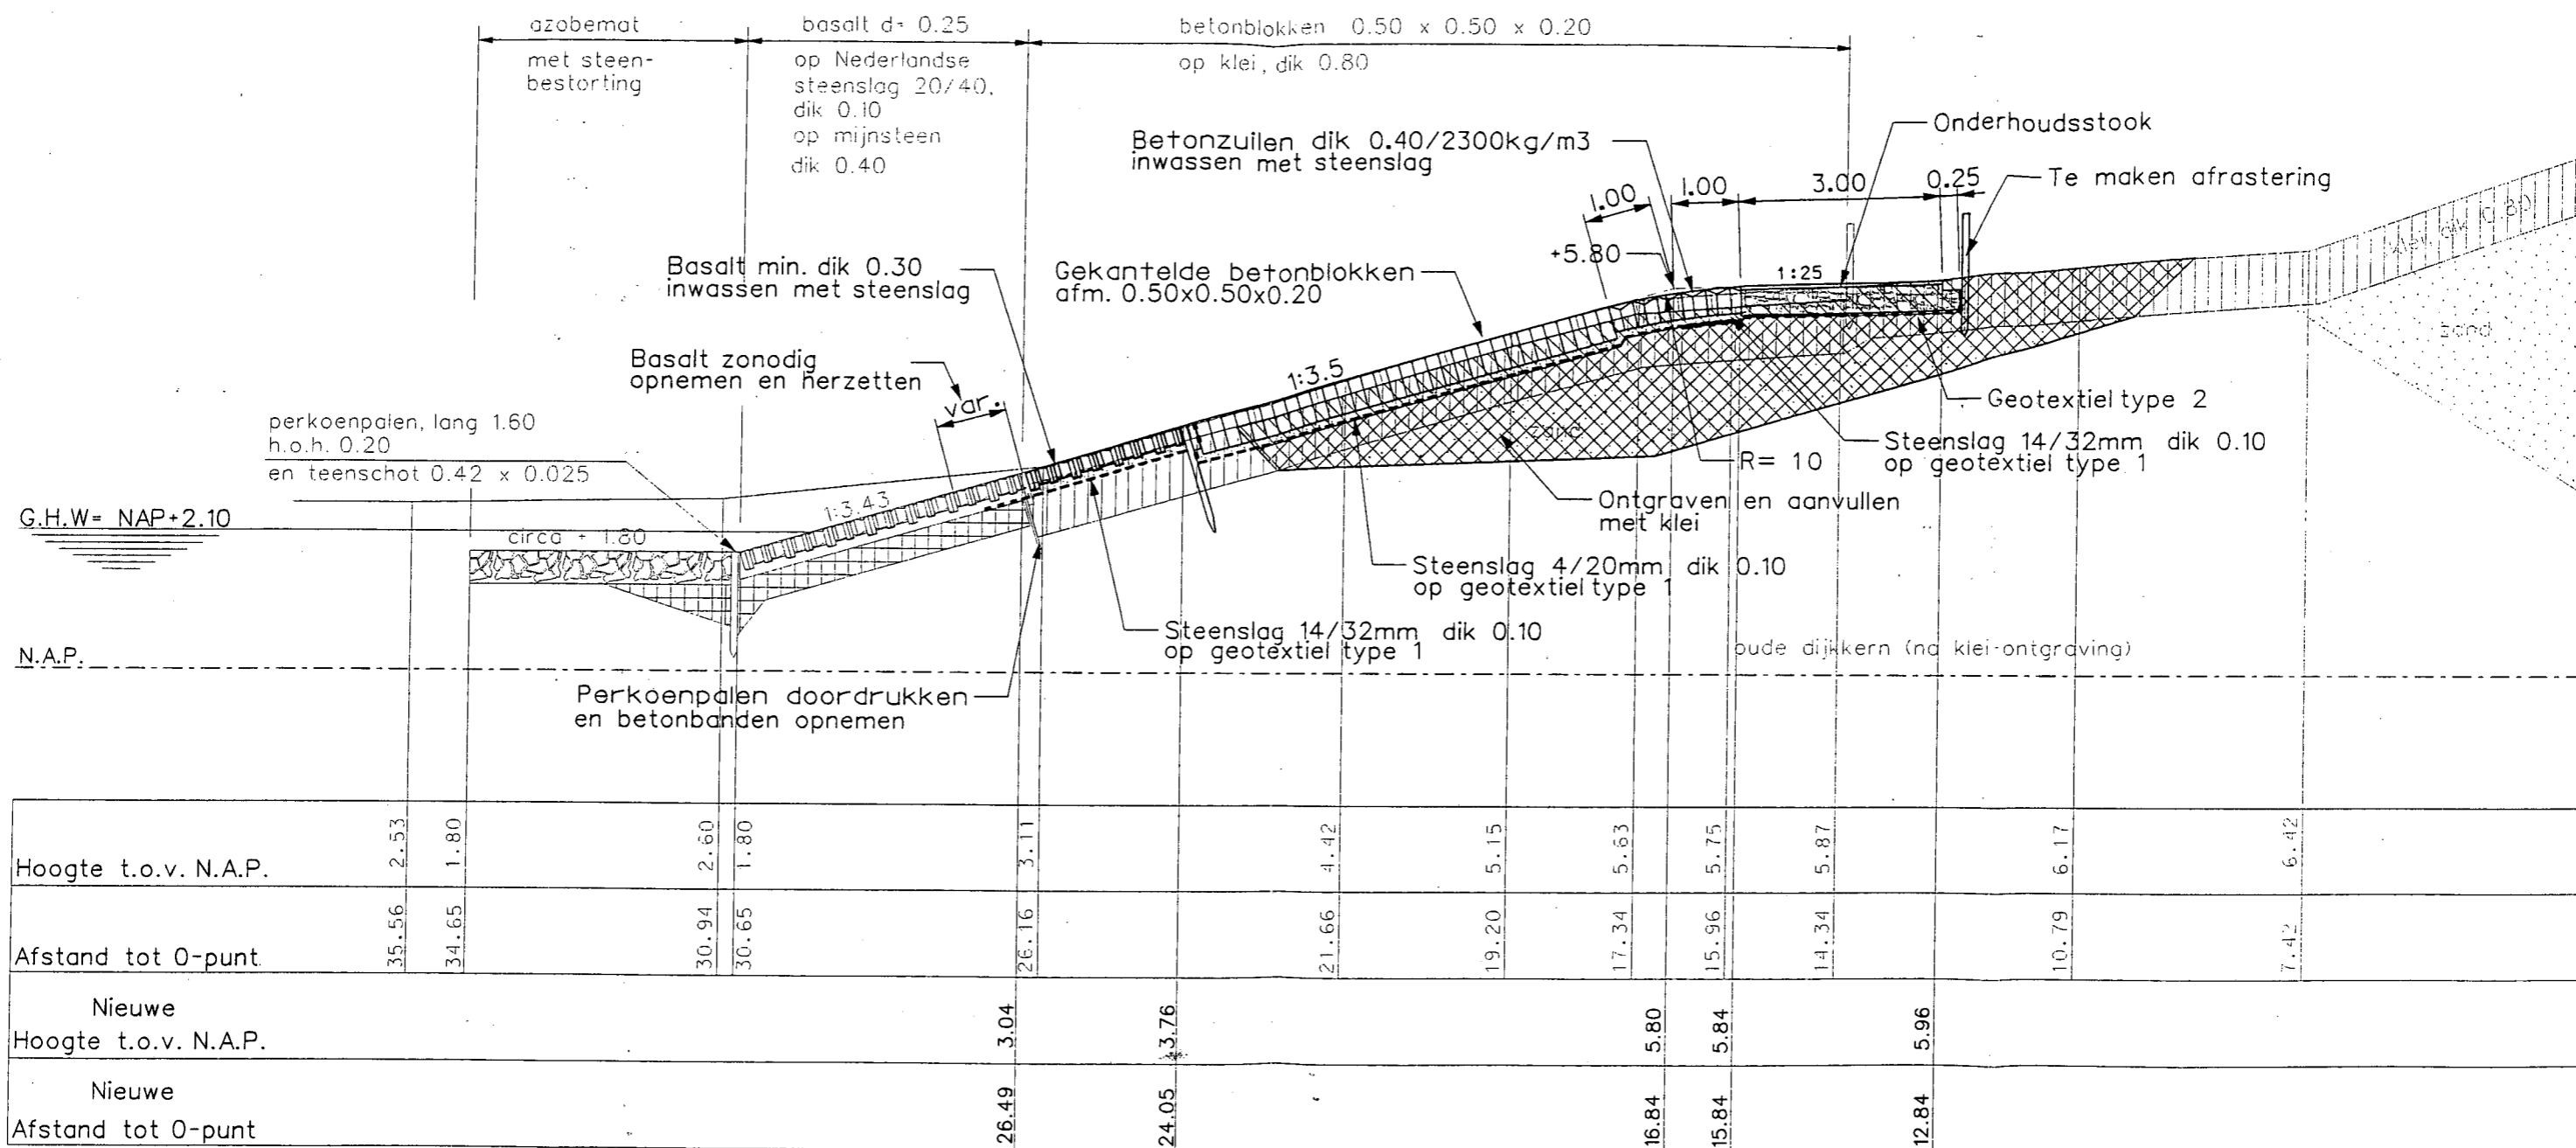 azobemat
met steen-
bestorting
basalt d= 0.25
op Nederlandse
steenslag 20/40,
dik 0.10
op mijnsteen
dik 0.40
betonblokken 0.50 x 0.50 x 0.20
op klei, dik 0.80
Betonzuilen dik 0.40/2300kg/m3
inwassen met steenslag
Onderhoudsstook
Te maken afrastering
1.00
1.00
3.00
0.25
+5.80
1:25
klei, dik 0.80
zand
Basalt min. dik 0.30
inwassen met steenslag
Gekantelde betonblokken
afm. 0.50x0.50x0.20
Basalt zonodig
opnemen en herzetten
var.
1:3.5
perkoenpalen, lang 1.60
h.o.h. 0.20
en teenschot 0.42 x 0.025
1:3.43
zand
Geotextiel type 2
Steenslag 14/32mm dik 0.10
op geotextiel type 1
R= 10
Ontgraven en aanvullen
met klei
G.H.W= NAP+2.10
circa + 1.80
Steenslag 4/20mm dik 0.10
op geotextiel type 1
Steenslag 14/32mm dik 0.10
op geotextiel type 1
N.A.P.
oude dijkkern (na klei-ontgraving)
Perkoenpalen doordrukken
en betonbanden opnemen
Hoogte t.o.v. N.A.P. 2.53 1.80 2.60 1.80 3.11 4.42 5.15 5.63 5.75 5.87 6.17 6.42
Afstand tot 0-punt 35.56 34.65 30.94 30.65 26.16 21.66 19.20 17.34 15.96 14.34 10.79 7.42
Nieuwe
Hoogte t.o.v. N.A.P. 3.04 3.76 5.80 5.84 5.96
Nieuwe
Afstand tot 0-punt 26.49 24.05 16.84 15.84 12.84